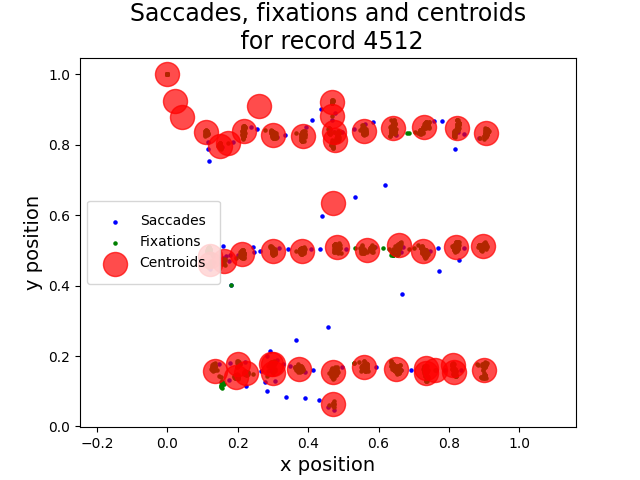 Saccades, fixations and centroids
for record 4512
1.0
0.8
0.6
0.4
0.2
0.0
y position
Saccades
Fixations
Centroids
−0.2 0.0 0.2 0.4 0.6 0.8 1.0
x position